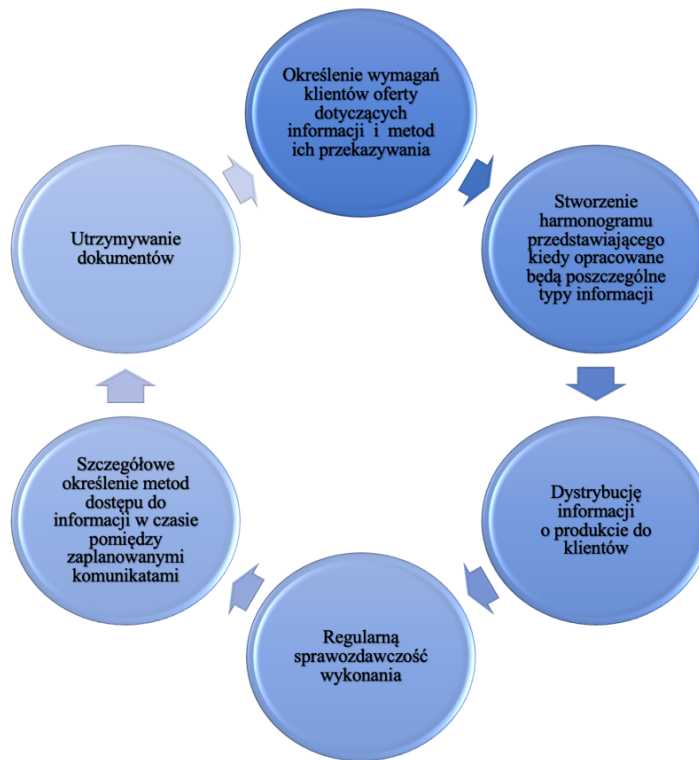 Określenie wymagań
klientów oferty
dotyczących
informacji i metod
ich przekazywania
Stworzenie
harmonogramu
przedstawiającego
kiedy opracowane
będą poszczególne
typy informacji
Dystrybucję
informacji
o produkcie do
klientów
Regularną
sprawozdawczość
wykonania
Szczegółowe
określenie metod
dostępu do
informacji w czasie
pomiędzy
zaplanowanymi
komunikatami
Utrzymywanie
dokumentów